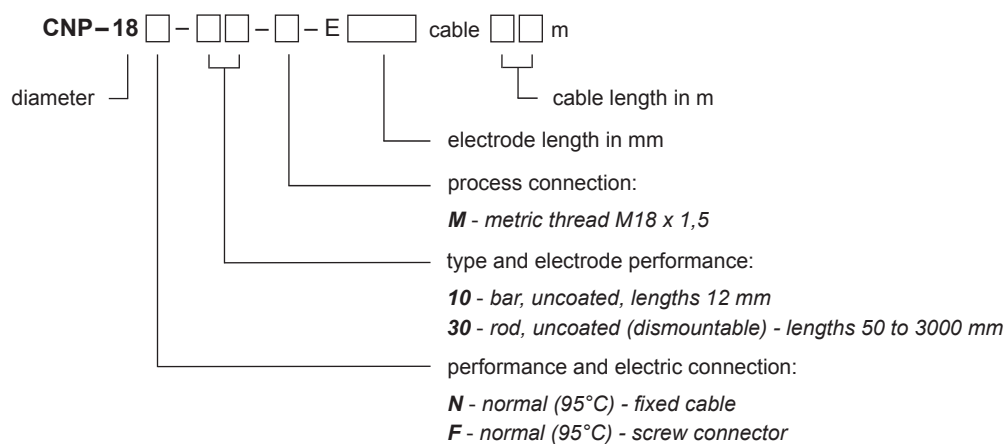 CNP–18 – – – E cable m
diameter
cable length in m
electrode length in mm
process connection:
M - metric thread M18 x 1,5
type and electrode performance:
10 - bar, uncoated, lengths 12 mm
30 - rod, uncoated (dismountable) - lengths 50 to 3000 mm
performance and electric connection:
N - normal (95°C) - fixed cable
F - normal (95°C) - screw connector